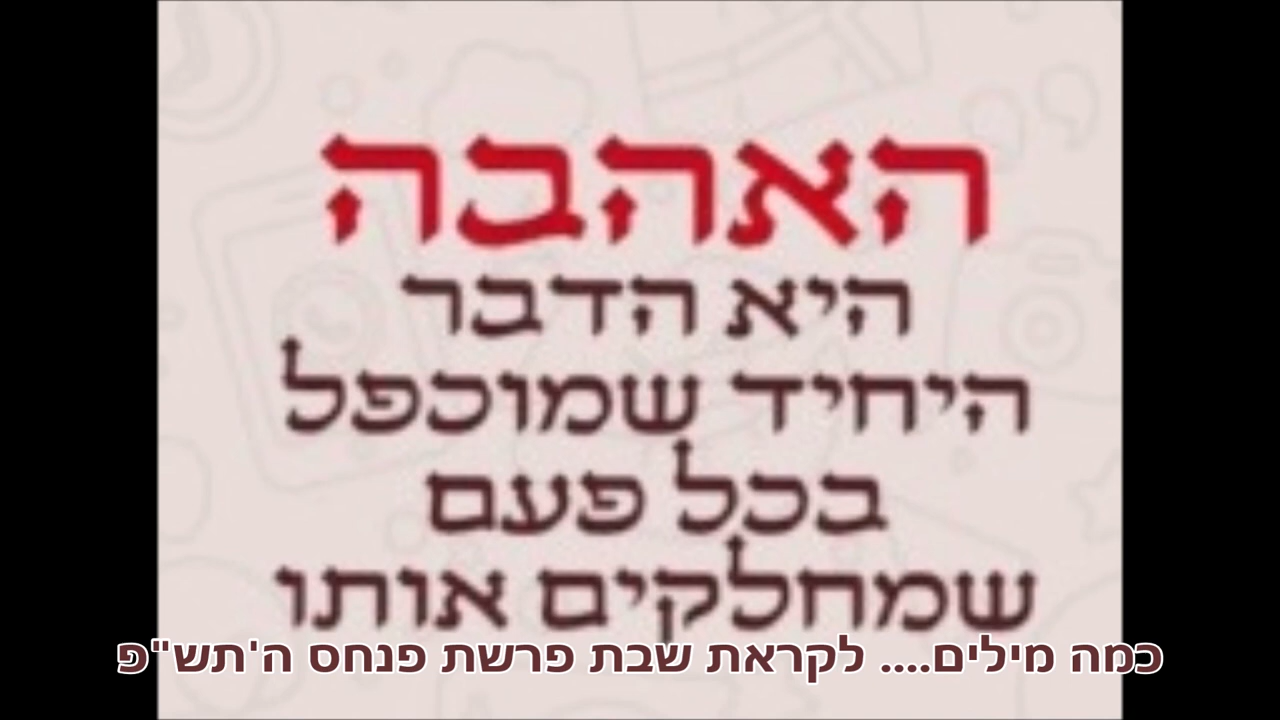 האהבה
היא הדבר
היחיד שמוכפל
בכל פעם
שמחלקים אותו
כמה מילים.... לקראת שבת פרשת פנחס ה'תש"פ